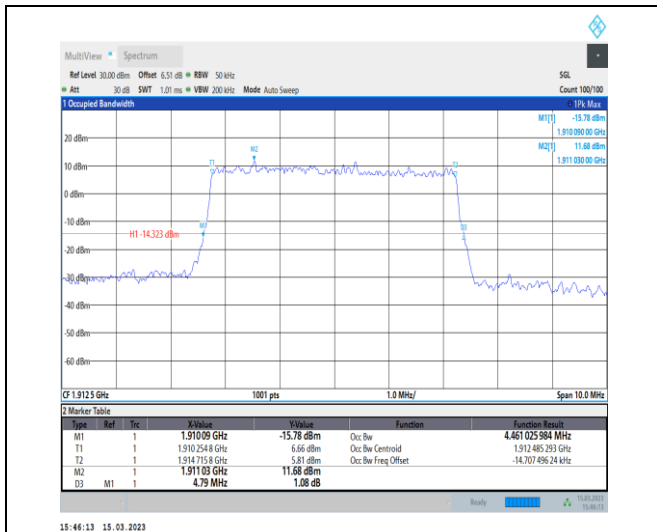 MultiView Spectrum
Ref Level 30.00 dBm Offset 6.51 dB RBW 50 kHz SGL
Att 30 dB SWT 1.01 ms VBW 200 kHz Mode Auto Sweep Count 100/100
1 Occupied Bandwidth 1Pk Max
M1[1] -15.78 dBm
1.910 090 00 GHz
M2[1] 11.68 dBm
1.911 030 00 GHz
20 dBm
M2
T1 T2
10 dBm
0 dBm
-10 dBm
M1 D3
H1 -14.323 dBm
-20 dBm
-30 dBm
-40 dBm
-50 dBm
-60 dBm
CF 1.912 5 GHz 1001 pts 1.0 MHz/ Span 10.0 MHz
2 Marker Table
Type Ref Trc X-Value Y-Value Function Function Result
M1 1 1.910 09 GHz -15.78 dBm Occ Bw 4.461 025 984 MHz
T1 1 1.910 254 8 GHz 6.66 dBm Occ Bw Centroid 1.912 485 293 GHz
T2 1 1.914 715 8 GHz 5.81 dBm Occ Bw Freq Offset -14.707 496 24 kHz
M2 1 1.911 03 GHz 11.68 dBm
D3 M1 1 4.79 MHz 1.08 dB
Ready 15.03.2023
15:46:13
15:46:13 15.03.2023